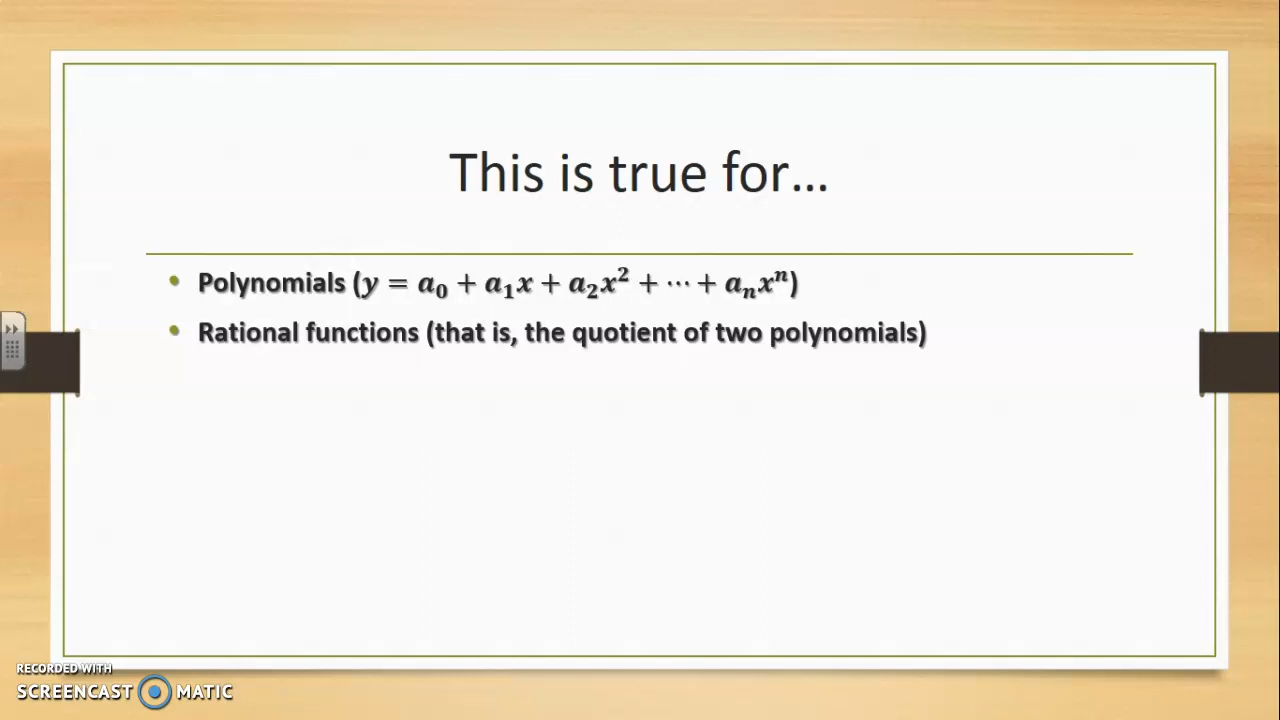 This is true for…
• Polynomials (𝒚 = 𝒂₀ + 𝒂₁𝒙 + 𝒂₂𝒙² + ⋯ + 𝒂ₙ𝒙ⁿ)
• Rational functions (that is, the quotient of two polynomials)
RECORDED WITH
SCREENCAST MATIC